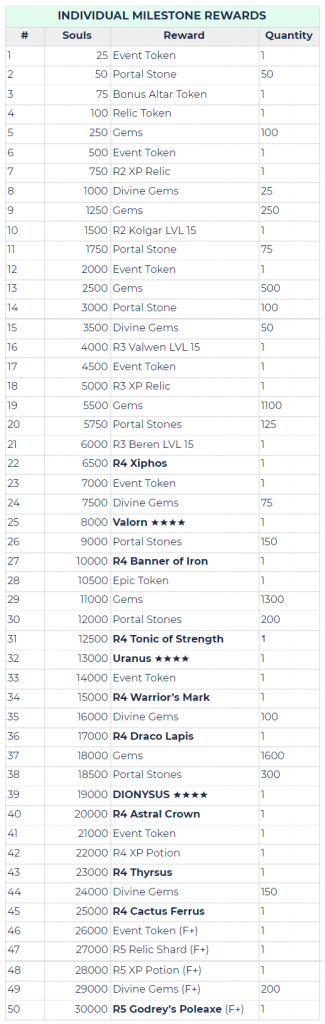 INDIVIDUAL MILESTONE REWARDS
# Souls Reward Quantity
1 25 Event Token 1
2 50 Portal Stone 50
3 75 Bonus Altar Token 1
4 100 Relic Token 1
5 250 Gems 100
6 500 Event Token 1
7 750 R2 XP Relic 1
8 1000 Divine Gems 25
9 1250 Gems 250
10 1500 R2 Kolgar LVL 15 1
11 1750 Portal Stone 75
12 2000 Event Token 1
13 2500 Gems 500
14 3000 Portal Stone 100
15 3500 Divine Gems 50
16 4000 R3 Valwen LVL 15 1
17 4500 Event Token 1
18 5000 R3 XP Relic 1
19 5500 Gems 1100
20 5750 Portal Stones 125
21 6000 R3 Beren LVL 15 1
22 6500 R4 Xiphos 1
23 7000 Event Token 1
24 7500 Divine Gems 75
25 8000 Valorn ★★★★ 1
26 9000 Portal Stones 150
27 10000 R4 Banner of Iron 1
28 10500 Epic Token 1
29 11000 Gems 1300
30 12000 Portal Stones 200
31 12500 R4 Tonic of Strength 1
32 13000 Uranus ★★★★ 1
33 14000 Event Token 1
34 15000 R4 Warrior's Mark 1
35 16000 Divine Gems 100
36 17000 R4 Draco Lapis 1
37 18000 Gems 1600
38 18500 Portal Stones 300
39 19000 DIONYSUS ★★★★ 1
40 20000 R4 Astral Crown 1
41 21000 Event Token 1
42 22000 R4 XP Potion 1
43 23000 R4 Thyrsus 1
44 24000 Divine Gems 150
45 25000 R4 Cactus Ferrus 1
46 26000 Event Token (F+) 1
47 27000 R5 Relic Shard (F+) 1
48 28000 R5 XP Potion (F+) 1
49 29000 Divine Gems (F+) 200
50 30000 R5 Godrey's Poleaxe (F+) 1